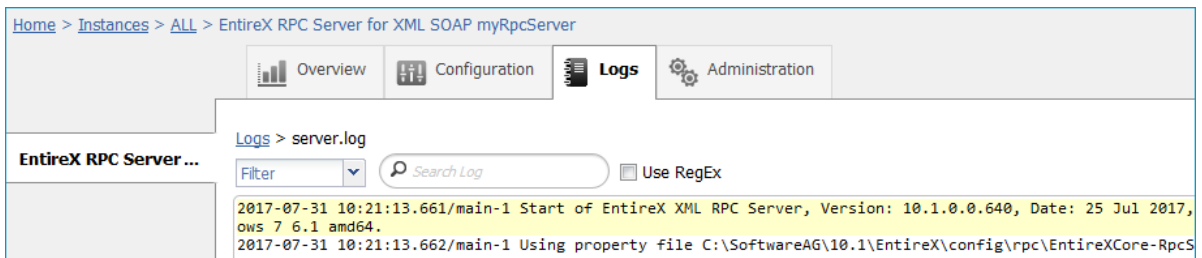 Home > Instances > ALL > EntireX RPC Server for XML SOAP myRpcServer
Overview Configuration Logs Administration
Logs > server.log
EntireX RPC Server ...
Filter Search Log Use RegEx
2017-07-31 10:21:13.661/main-1 Start of EntireX XML RPC Server, Version: 10.1.0.0.640, Date: 25 Jul 2017,
ows 7 6.1 amd64.
2017-07-31 10:21:13.662/main-1 Using property file C:\SoftwareAG\10.1\EntireX\config\rpc\EntireXCore-RpcS